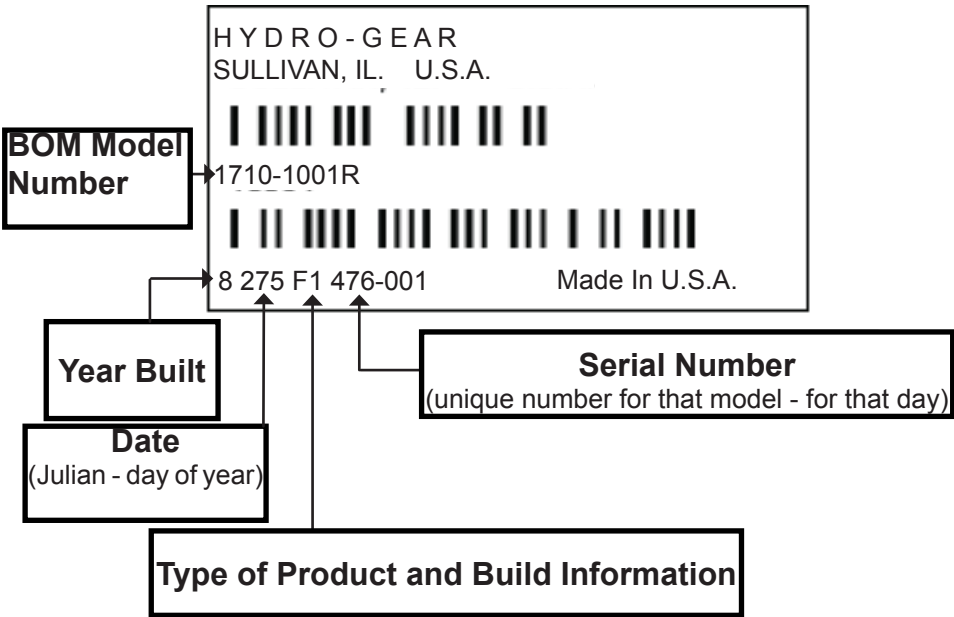 HYDRO-GEAR
SULLIVAN, IL. U.S.A.
BOM Model
Number
1710-1001R
8 275 F1 476-001 Made In U.S.A.
Year Built
Serial Number
(unique number for that model - for that day)
Date
(Julian - day of year)
Type of Product and Build Information